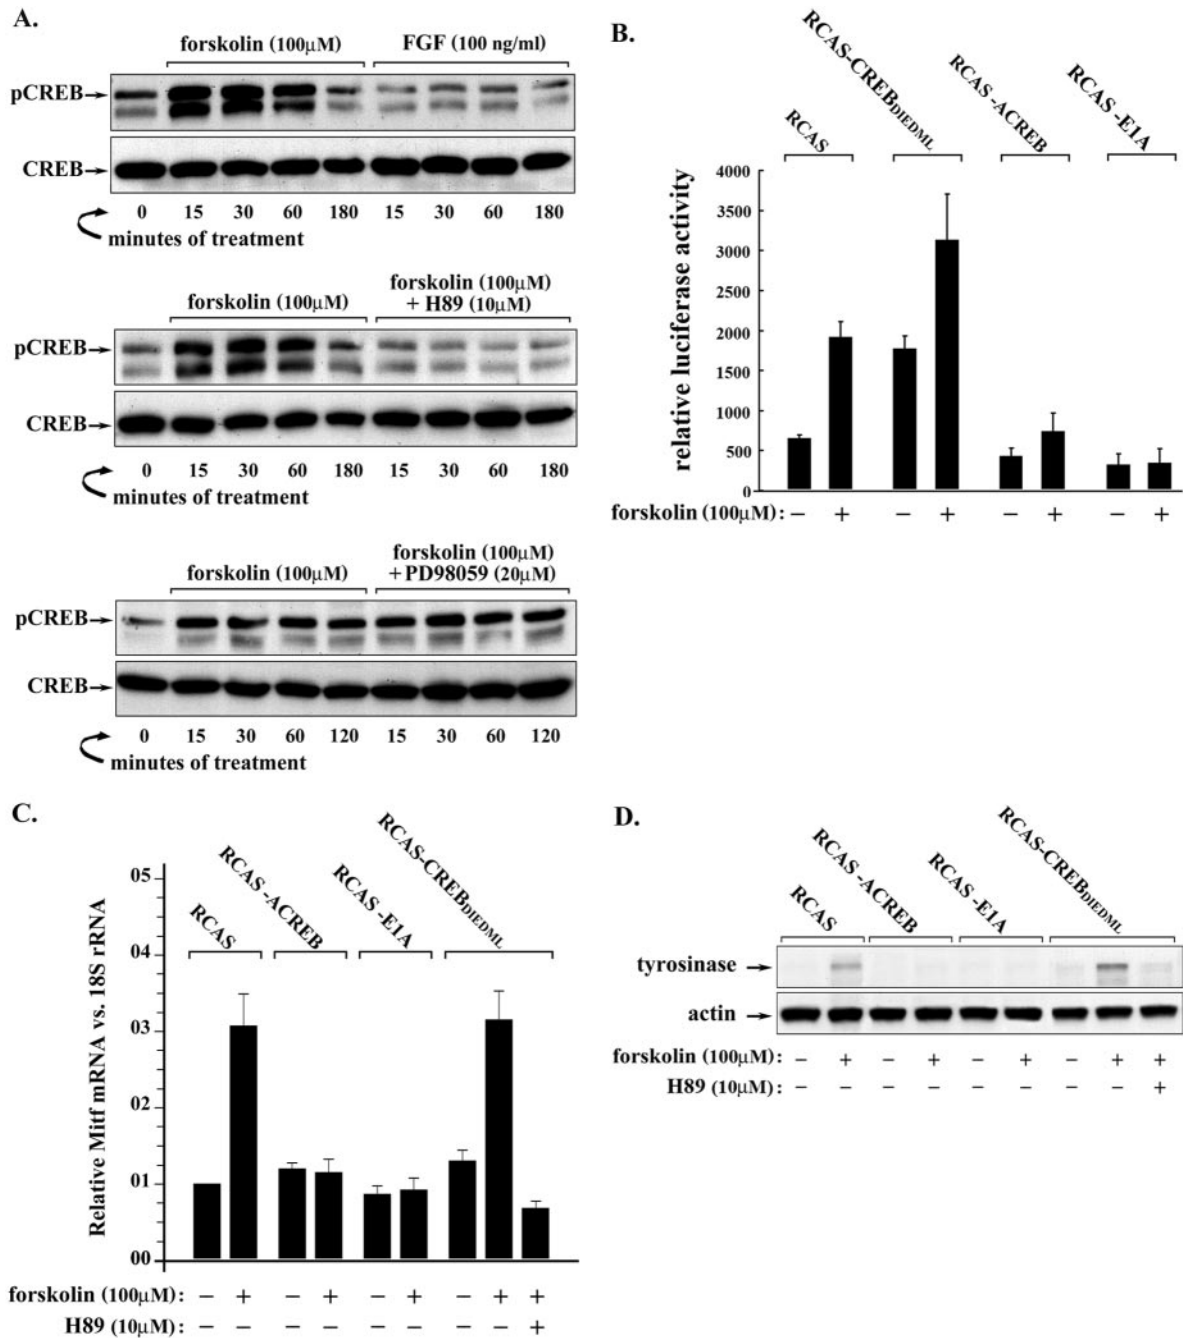 A.
forskolin (100μM) FGF (100 ng/ml)
pCREB
CREB
0 15 30 60 180 15 30 60 180
minutes of treatment
forskolin (100μM)
forskolin (100μM)
+ H89 (10μM)
pCREB
CREB
0 15 30 60 180 15 30 60 180
minutes of treatment
forskolin (100μM)
forskolin (100μM)
+PD98059 (20μM)
pCREB
CREB
0 15 30 60 120 15 30 60 120
minutes of treatment
B.
RCAS
RCAS-CREBDIEDML
RCAS -ACREB
RCAS -E1A
relative luciferase activity
4000
3500
3000
2500
2000
1500
1000
500
0
forskolin (100μM) : − + − + − + − +
C.
RCAS
RCAS -ACREB
RCAS -E1A
RCAS-CREBDIEDML
Relative Mitf mRNA vs. 18S rRNA
05
04
03
02
01
00
forskolin (100μM) : − + − + − + − + +
H89 (10μM) : − − − − − − − − +
D.
RCAS
RCAS -ACREB
RCAS -E1A
RCAS-CREBDIEDML
tyrosinase
actin
forskolin (100μM) : − + − + − + − + +
H89 (10μM) : − − − − − − − − +